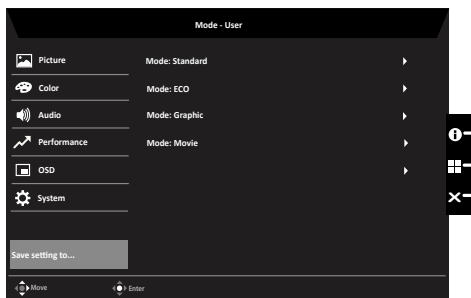 Mode - User
Picture
Mode: Standard
Color
Mode: ECO
Audio
Mode: Graphic
Performance
Mode: Movie
OSD
System
Save setting to...
Move
Enter